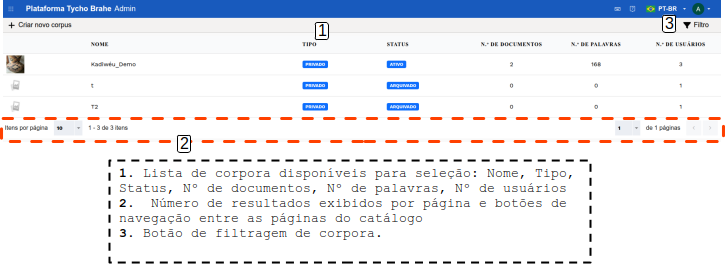 Plataforma Tycho Brahe Admin PT-BR A
1 3
+ Criar novo corpus Filtro
NOME TIPO STATUS N.º DE DOCUMENTOS N.º DE PALAVRAS N.º DE USUÁRIOS
Kadiwéu_Demo PRIVADO ATIVO 2 168 3
t PRIVADO ARQUIVADO 0 0 1
T2 PRIVADO ARQUIVADO 0 0 1
Itens por página 10 1 - 3 de 3 itens 1 de 1 páginas
2
1. Lista de corpora disponíveis para seleção: Nome, Tipo,
Status, Nº de documentos, Nº de palavras, Nº de usuários
2. Número de resultados exibidos por página e botões de
navegação entre as páginas do catálogo
3. Botão de filtragem de corpora.